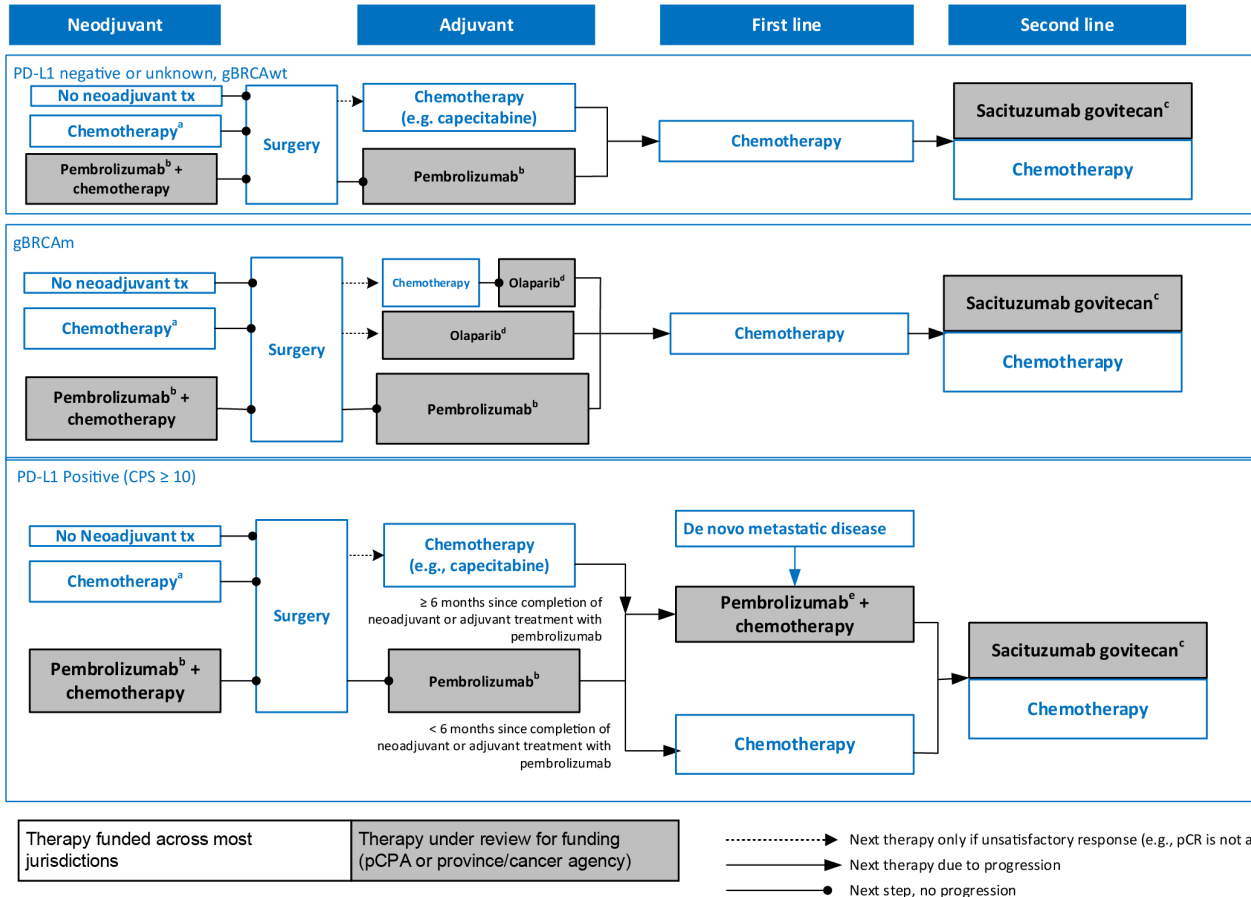 Neodjuvant
Adjuvant
First line
Second line
PD-L1 negative or unknown, gBRCAwt
No neoadjuvant tx
Chemotherapyᵃ
Pembrolizumabᵇ +
chemotherapy
Surgery
Chemotherapy
(e.g. capecitabine)
Pembrolizumabᵇ
Chemotherapy
Sacituzumab govitecanᶜ
Chemotherapy
gBRCAm
No neoadjuvant tx
Chemotherapyᵃ
Pembrolizumabᵇ +
chemotherapy
Surgery
Chemotherapy
Olaparibᵈ
Olaparibᵈ
Pembrolizumabᵇ
Chemotherapy
Sacituzumab govitecanᶜ
Chemotherapy
PD-L1 Positive (CPS ≥ 10)
No Neoadjuvant tx
Chemotherapyᵃ
Pembrolizumabᵇ +
chemotherapy
Surgery
Chemotherapy
(e.g., capecitabine)
≥ 6 months since completion of
neoadjuvant or adjuvant treatment with
pembrolizumab
Pembrolizumabᵇ
< 6 months since completion of
neoadjuvant or adjuvant treatment with
pembrolizumab
De novo metastatic disease
Pembrolizumabᵉ +
chemotherapy
Chemotherapy
Sacituzumab govitecanᶜ
Chemotherapy
Therapy funded across most
jurisdictions
Therapy under review for funding
(pCPA or province/cancer agency)
Next therapy only if unsatisfactory response (e.g., pCR is not a
Next therapy due to progression
Next step, no progression